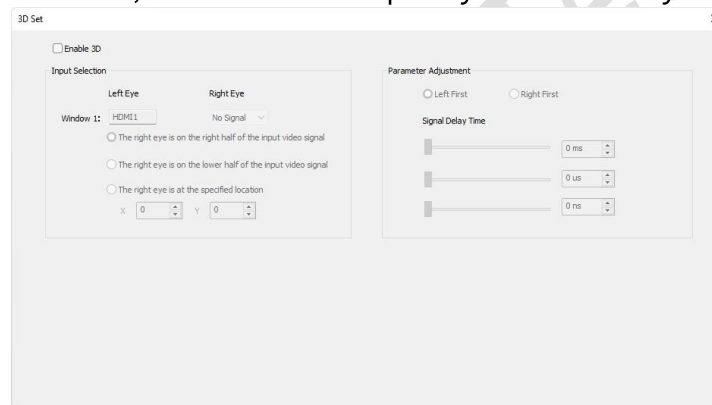 3D Set
Enable 3D
Input Selection
Left Eye Right Eye
Window 1: HDMI1 No Signal
The right eye is on the right half of the input video signal
The right eye is on the lower half of the input video signal
The right eye is at the specified location
X 0 Y 0
Parameter Adjustment
Left First Right First
Signal Delay Time
0 ms
0 us
0 ns